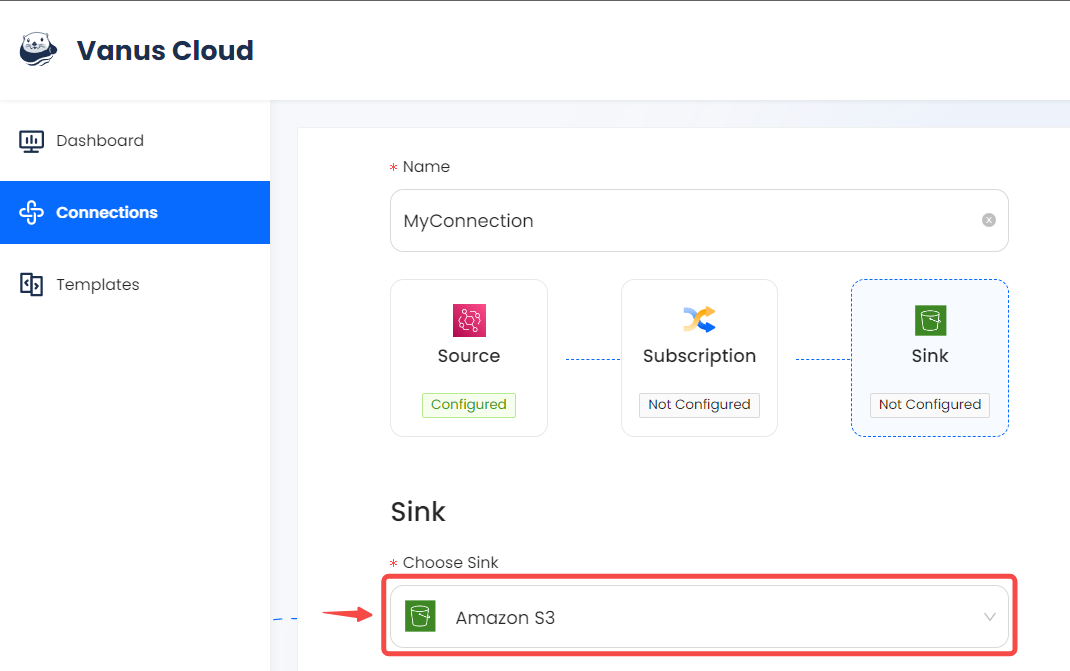 Vanus Cloud
Dashboard
Connections
Templates
* Name
MyConnection
Source
Configured
Subscription
Not Configured
Sink
Not Configured
Sink
* Choose Sink
Amazon S3